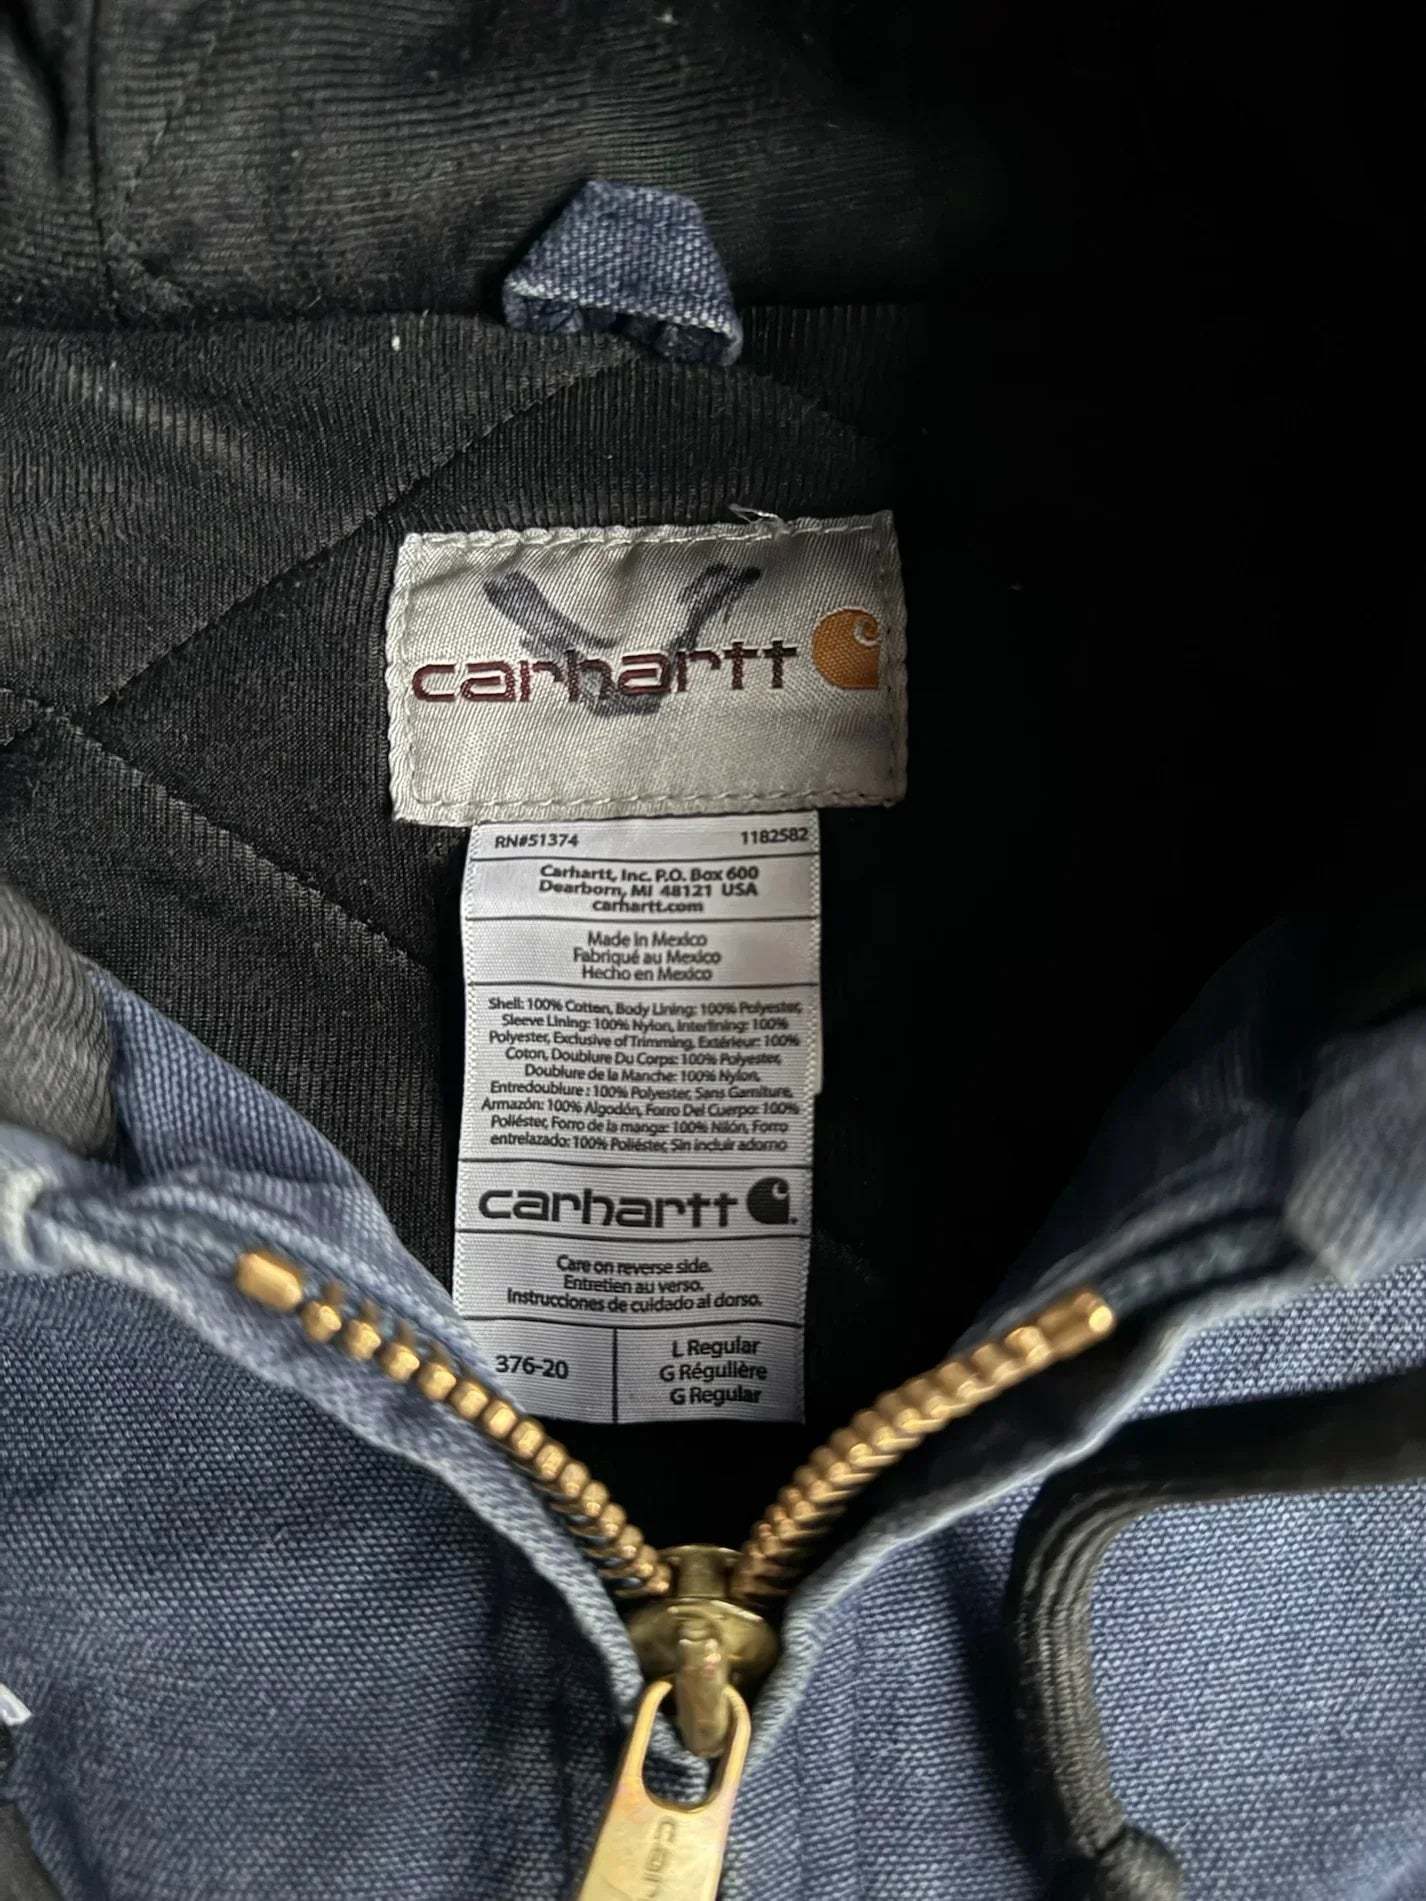 carhartt
RN#51374 1182582
Carhartt, Inc. P.O. Box 600
Dearborn, MI 48121 USA
carhartt.com
Made in Mexico
Fabriqué au Mexico
Hecho en Mexico
Shell: 100% Cotton, Body Lining: 100% Polyester,
Sleeve Lining: 100% Nylon, Interlining: 100%
Polyester, Exclusive of Trimming, Extérieur: 100%
Coton, Doublure Du Corps: 100% Polyester,
Doublure de la Manche: 100% Nylon,
Entredoublure : 100% Polyester, Sans Garniture,
Armazón: 100% Algodón, Forro Del Cuerpo: 100%
Poliéster, Forro de la manga: 100% Nilón, Forro
entrelazado: 100% Poliéster, Sin incluir adorno
carhartt
Care on reverse side.
Entretien au verso.
Instrucciones de cuidado al dorso.
376-20
L Regular
G Régulière
G Regular